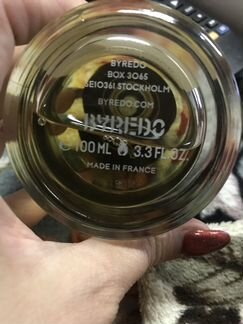 BYREDO
BOX 3065
SE10361 STOCKHOLM
BYREDO.COM
BYREDO
100 ML 3.3 FL.OZ.
MADE IN FRANCE